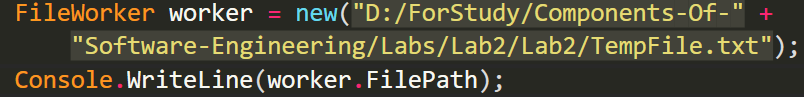 FileWorker worker = new("D:/ForStudy/Components-Of-" +
"Software-Engineering/Labs/Lab2/Lab2/TempFile.txt");
Console.WriteLine(worker.FilePath);